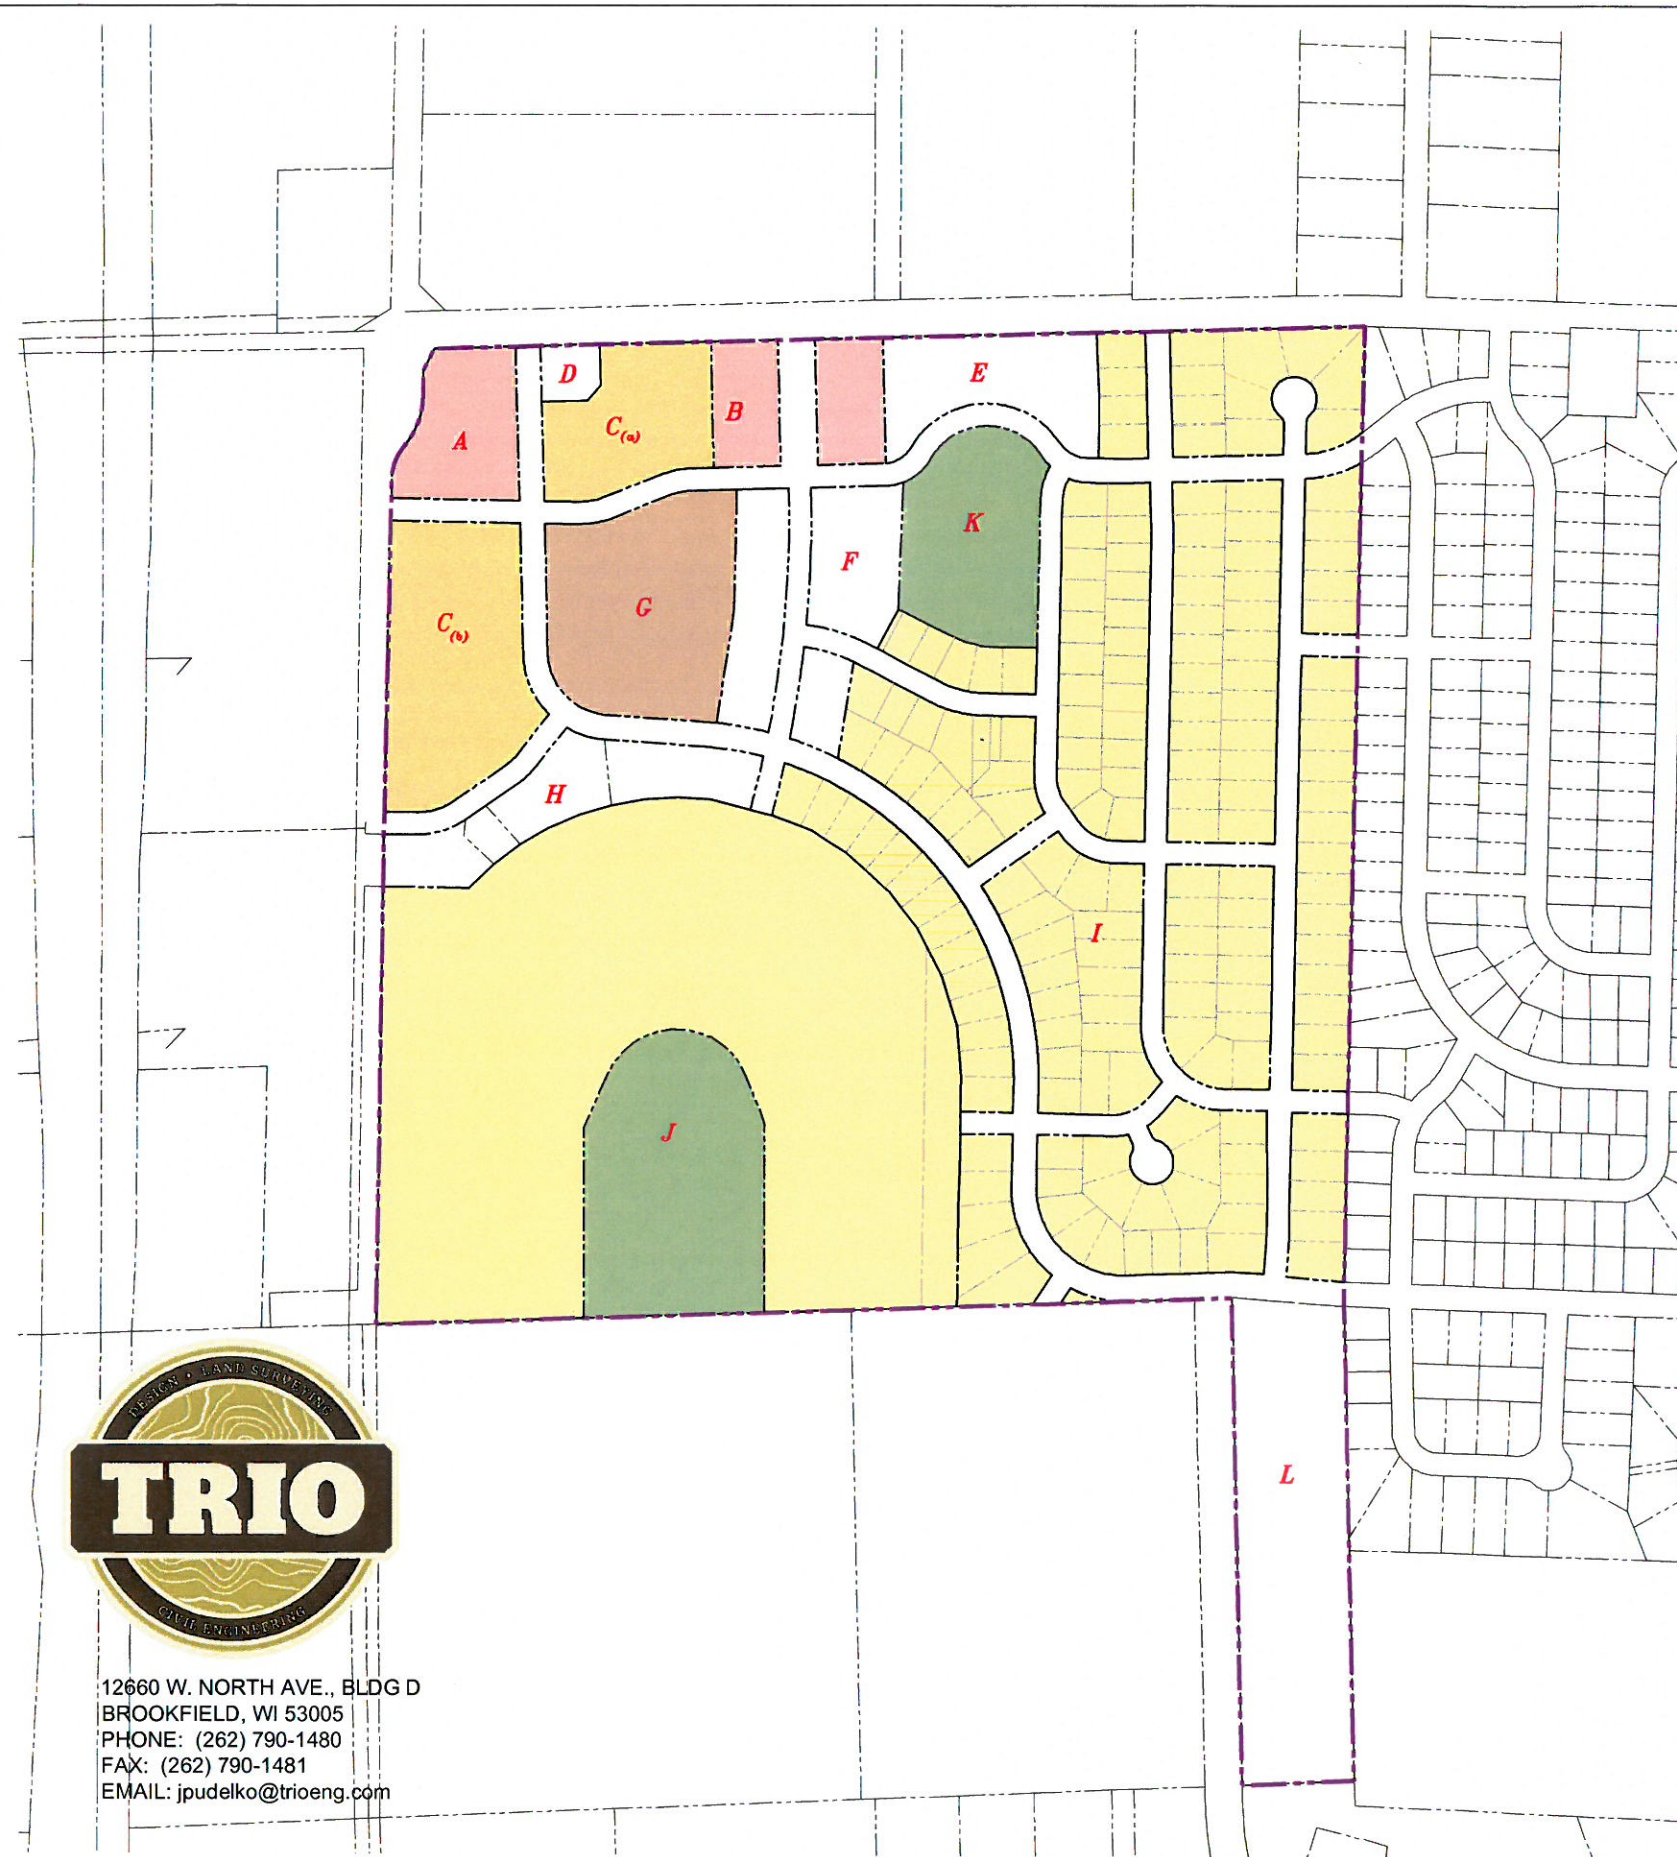 D
E
A
C(a)
B
K
F
G
C(b)
H
I
J
L
DESIGN • LAND SURVEYING
TRIO
CIVIL ENGINEERING
12660 W. NORTH AVE., BLDG D
BROOKFIELD, WI 53005
PHONE: (262) 790-1480
FAX: (262) 790-1481
EMAIL: jpudelko@trioeng.com